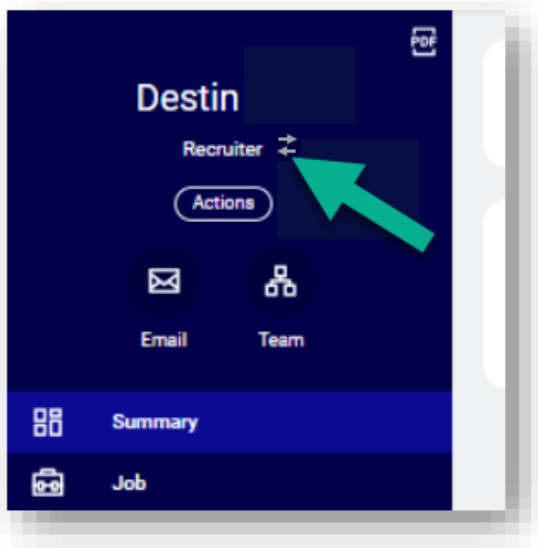 PDF
Destin
Recruiter
Actions
Email Team
Summary
Job